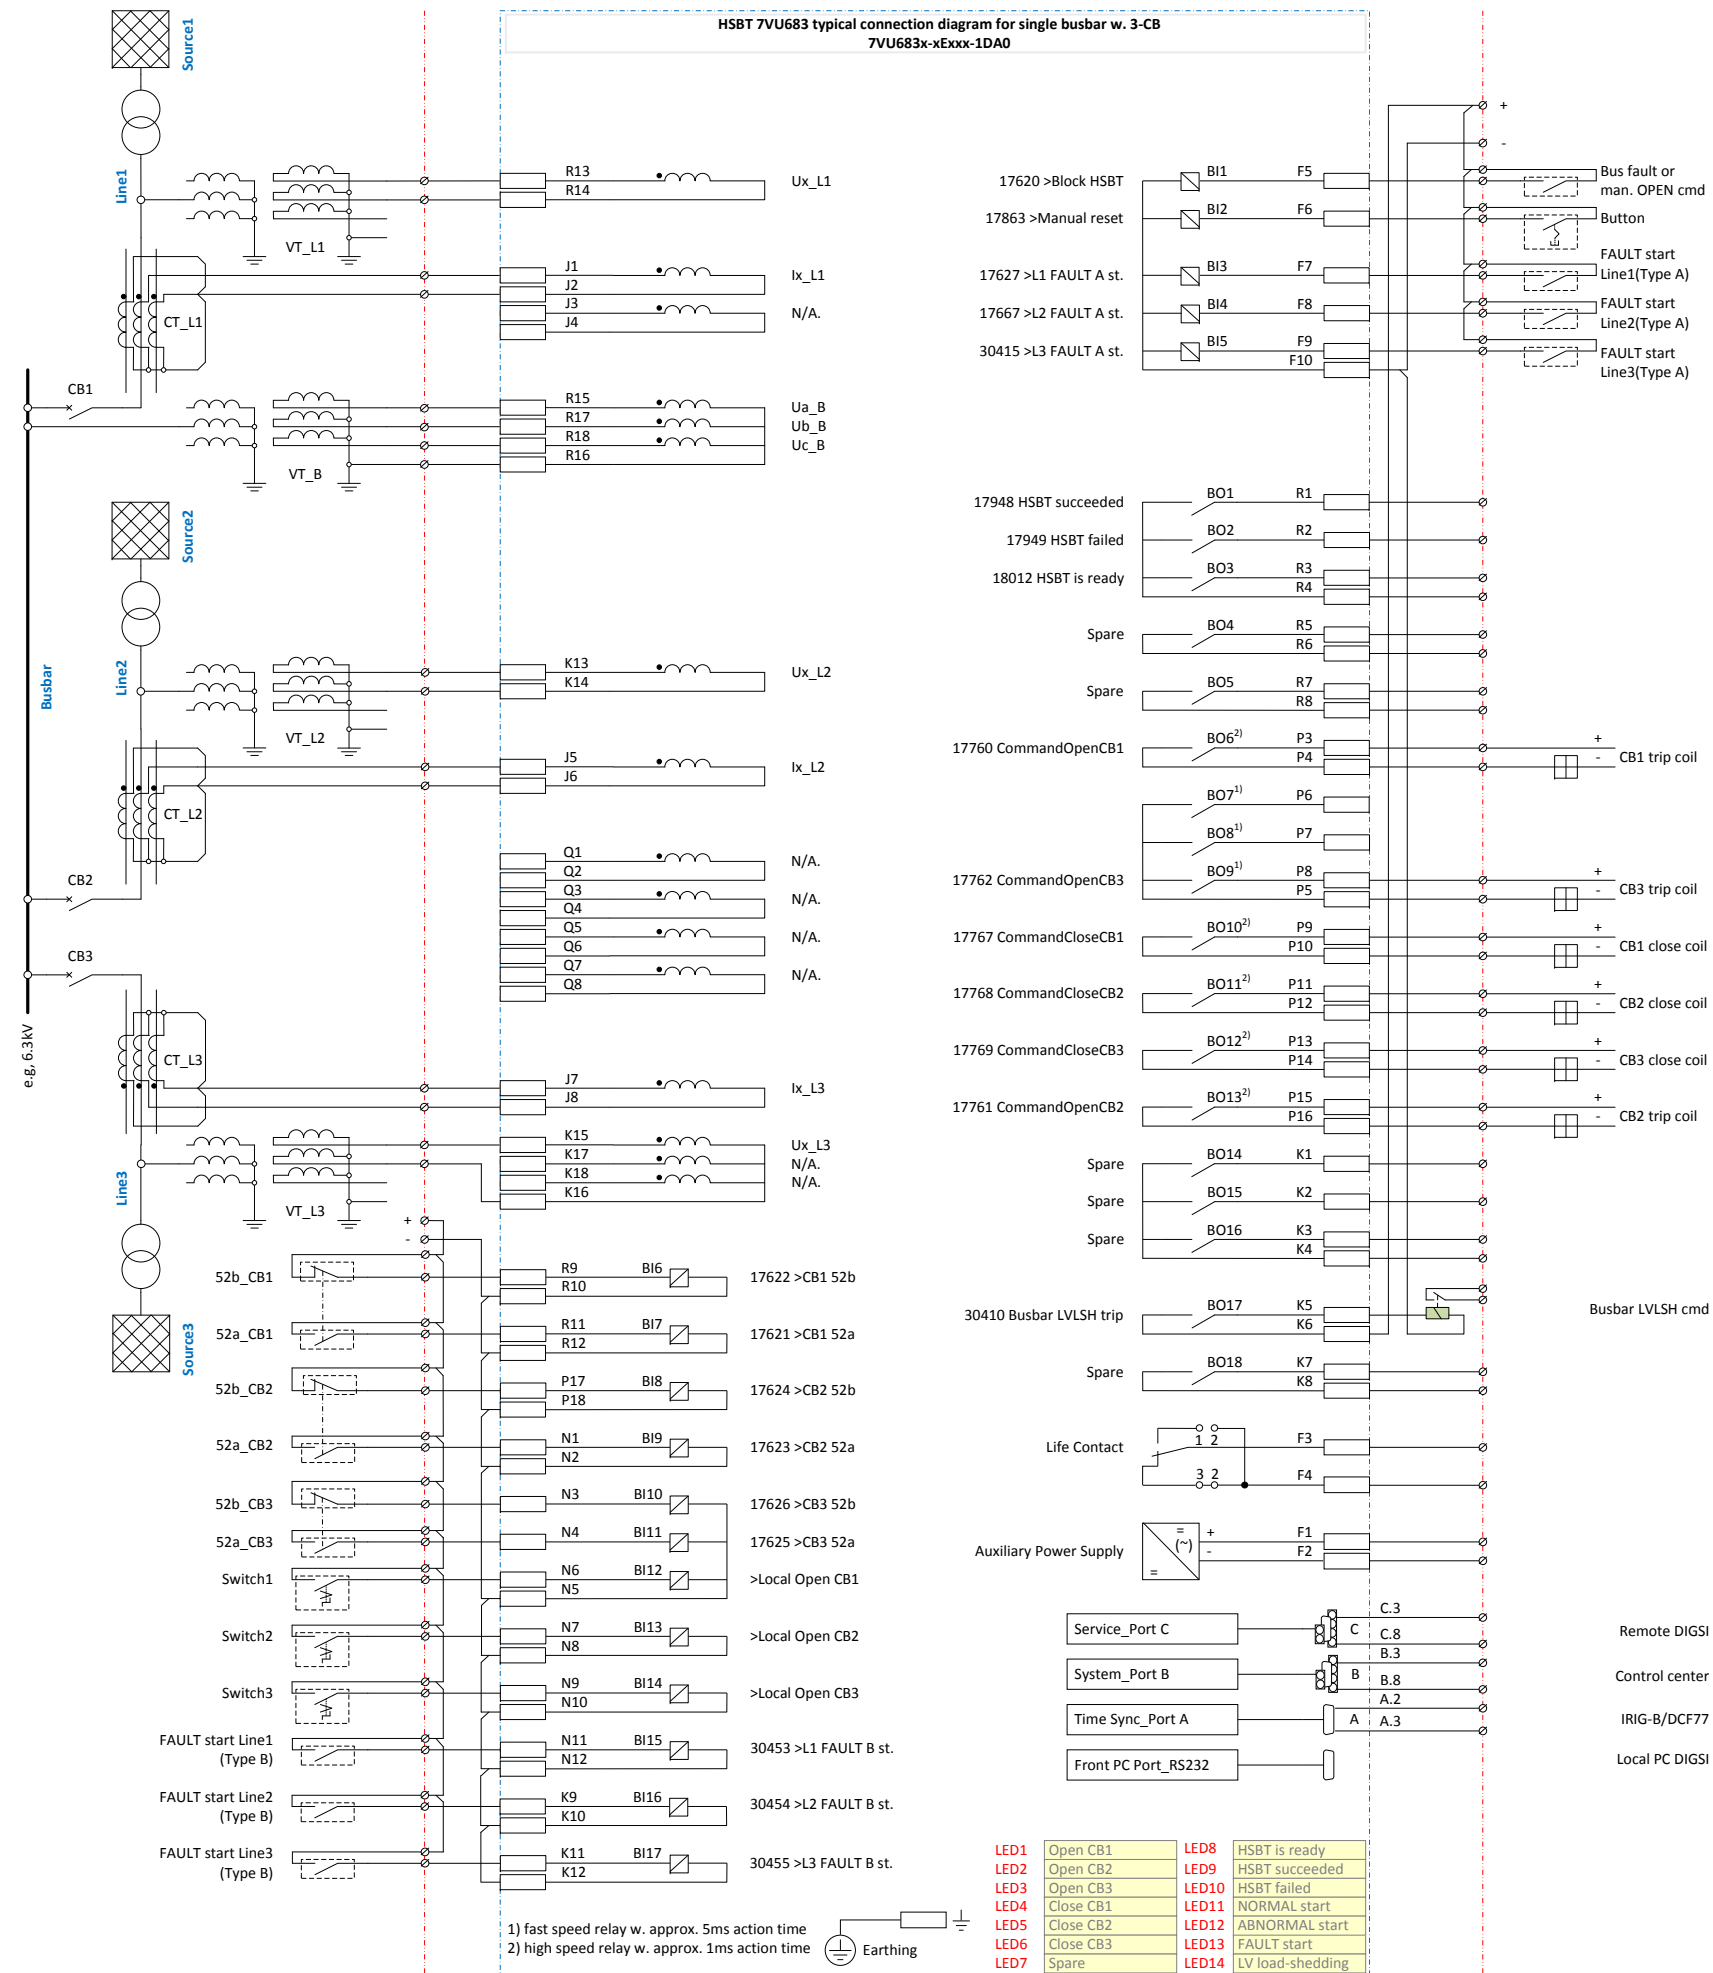 HSBT 7VU683 typical connection diagram for single busbar w. 3-CB
7VU683x-xExxx-1DA0
Source1
Line1
VT_L1
CT_L1
CB1
VT_B
Source2
Line2
VT_L2
CT_L2
CB2
Busbar
CB3
e.g, 6.3kV
CT_L3
Line3
VT_L3
Source3
R13
R14
Ux_L1
J1
J2
Ix_L1
J3
J4
N/A.
R15
Ua_B
R17
Ub_B
R18
Uc_B
R16
K13
K14
Ux_L2
J5
J6
Ix_L2
Q1
Q2
N/A.
Q3
Q4
N/A.
Q5
Q6
N/A.
Q7
Q8
N/A.
J7
J8
Ix_L3
K15
Ux_L3
K17
N/A.
K18
N/A.
K16
+
-
52b_CB1 R9 BI6 17622 >CB1 52b
R10
52a_CB1 R11 BI7 17621 >CB1 52a
R12
52b_CB2 P17 BI8 17624 >CB2 52b
P18
52a_CB2 N1 BI9 17623 >CB2 52a
N2
52b_CB3 N3 BI10 17626 >CB3 52b
52a_CB3 N4 BI11 17625 >CB3 52a
Switch1 N6 BI12 >Local Open CB1
N5
Switch2 N7 BI13 >Local Open CB2
N8
Switch3 N9 BI14 >Local Open CB3
N10
FAULT start Line1
(Type B)
N11 BI15 30453 >L1 FAULT B st.
N12
FAULT start Line2
(Type B)
K9 BI16 30454 >L2 FAULT B st.
K10
FAULT start Line3
(Type B)
K11 BI17 30455 >L3 FAULT B st.
K12
1) fast speed relay w. approx. 5ms action time
2) high speed relay w. approx. 1ms action time
Earthing
+
-
17620 >Block HSBT BI1 F5
Bus fault or
man. OPEN cmd
17863 >Manual reset BI2 F6 Button
17627 >L1 FAULT A st. BI3 F7
FAULT start
Line1(Type A)
17667 >L2 FAULT A st. BI4 F8
FAULT start
Line2(Type A)
30415 >L3 FAULT A st. BI5 F9
F10
FAULT start
Line3(Type A)
17948 HSBT succeeded BO1 R1
17949 HSBT failed BO2 R2
18012 HSBT is ready BO3 R3
R4
Spare BO4 R5
R6
Spare BO5 R7
R8
17760 CommandOpenCB1 BO6²⁾ P3 +
P4 - CB1 trip coil
BO7¹⁾ P6
BO8¹⁾ P7
17762 CommandOpenCB3 BO9¹⁾ P8 +
P5 - CB3 trip coil
17767 CommandCloseCB1 BO10²⁾ P9 +
P10 - CB1 close coil
17768 CommandCloseCB2 BO11²⁾ P11 +
P12 - CB2 close coil
17769 CommandCloseCB3 BO12²⁾ P13 +
P14 - CB3 close coil
17761 CommandOpenCB2 BO13²⁾ P15 +
P16 - CB2 trip coil
Spare BO14 K1
Spare BO15 K2
Spare BO16 K3
K4
30410 Busbar LVLSH trip BO17 K5 Busbar LVLSH cmd
K6
Spare BO18 K7
K8
Life Contact 1 2 F3
3 2 F4
Auxiliary Power Supply = (~) = + F1
- F2
Service_Port C C C.3
C.8 Remote DIGSI
System_Port B B B.3
B.8 Control center
Time Sync_Port A A A.2
A.3 IRIG-B/DCF77
Front PC Port_RS232 Local PC DIGSI
LED1 Open CB1 LED8 HSBT is ready
LED2 Open CB2 LED9 HSBT succeeded
LED3 Open CB3 LED10 HSBT failed
LED4 Close CB1 LED11 NORMAL start
LED5 Close CB2 LED12 ABNORMAL start
LED6 Close CB3 LED13 FAULT start
LED7 Spare LED14 LV load-shedding